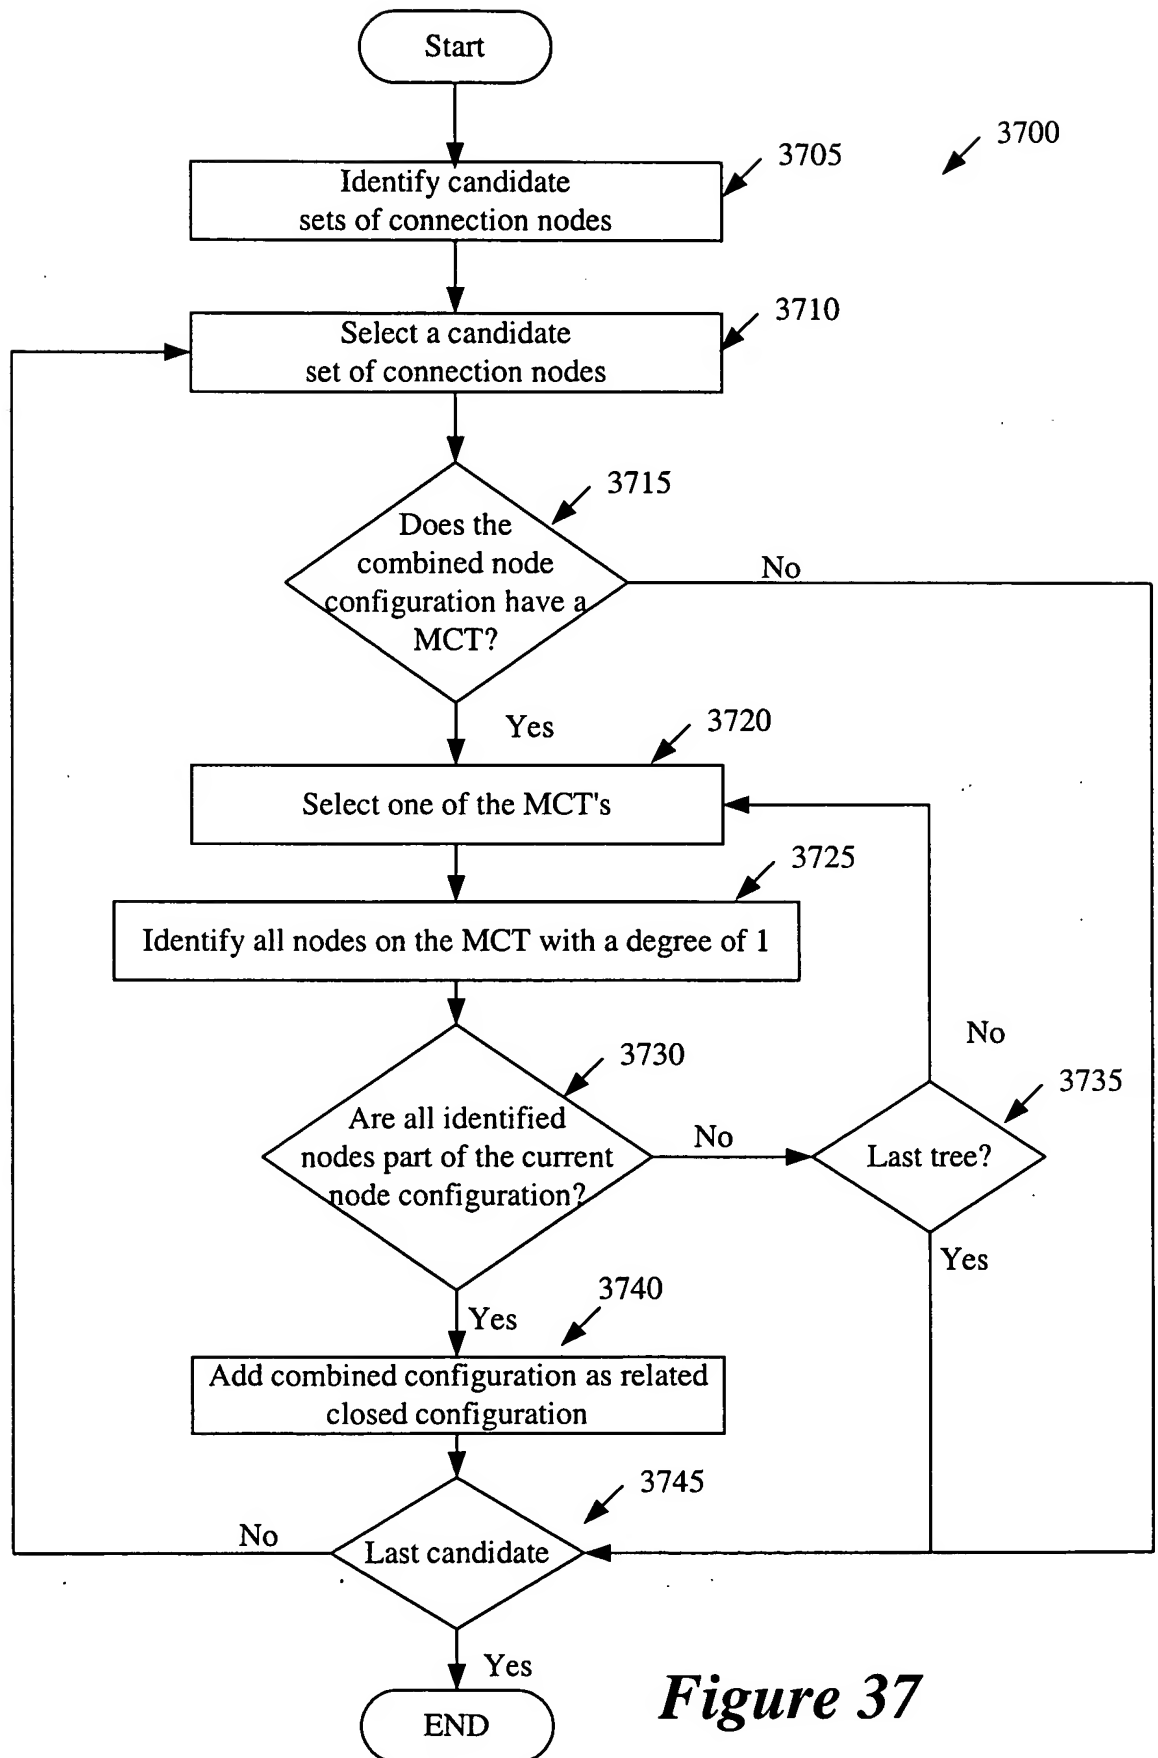 Start
3700
3705
Identify candidate
sets of connection nodes
3710
Select a candidate
set of connection nodes
3715
Does the
combined node
configuration have a
MCT?
No
Yes
3720
Select one of the MCT's
3725
Identify all nodes on the MCT with a degree of 1
No
3730
3735
Are all identified
nodes part of the current
node configuration?
No
Last tree?
Yes
3740
Yes
Add combined configuration as related
closed configuration
3745
No
Last candidate
Yes
Figure 37
END